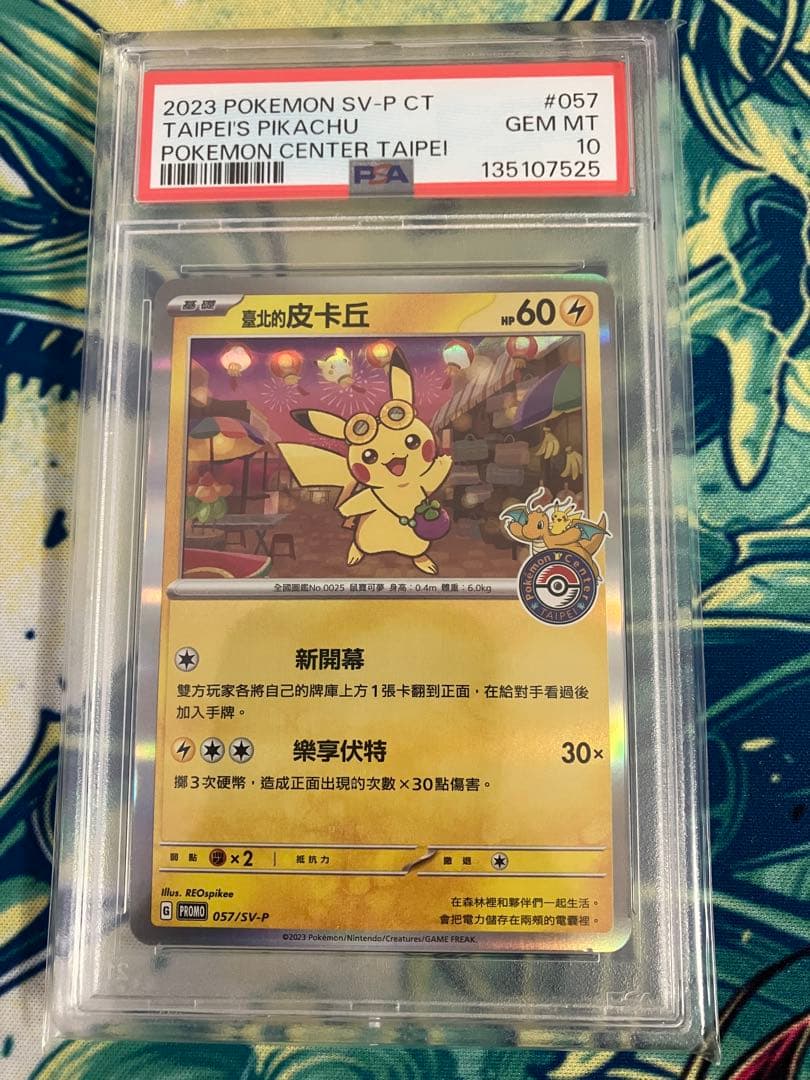 2023 POKEMON SV-P CT #057
TAIPEI'S PIKACHU GEM MT
POKEMON CENTER TAIPEI 10
PSA 135107525
基礎
臺北的皮卡丘 HP60
全國圖鑑No.0025 鼠寶可夢 身高：0.4m 體重：6.0kg
Pokémon Center
TAIPEI
新開幕
雙方玩家各將自己的牌庫上方1張卡翻到正面，在給對手看過後
加入手牌。
樂享伏特 30×
擲3次硬幣，造成正面出現的次數×30點傷害。
弱點 ×2 抵抗力 撤退
Illus. REOspikee
G PROMO 057/SV-P
在森林裡和夥伴們一起生活。
會把電力儲存在兩頰的電囊裡。
©2023 Pokémon/Nintendo/Creatures/GAME FREAK.